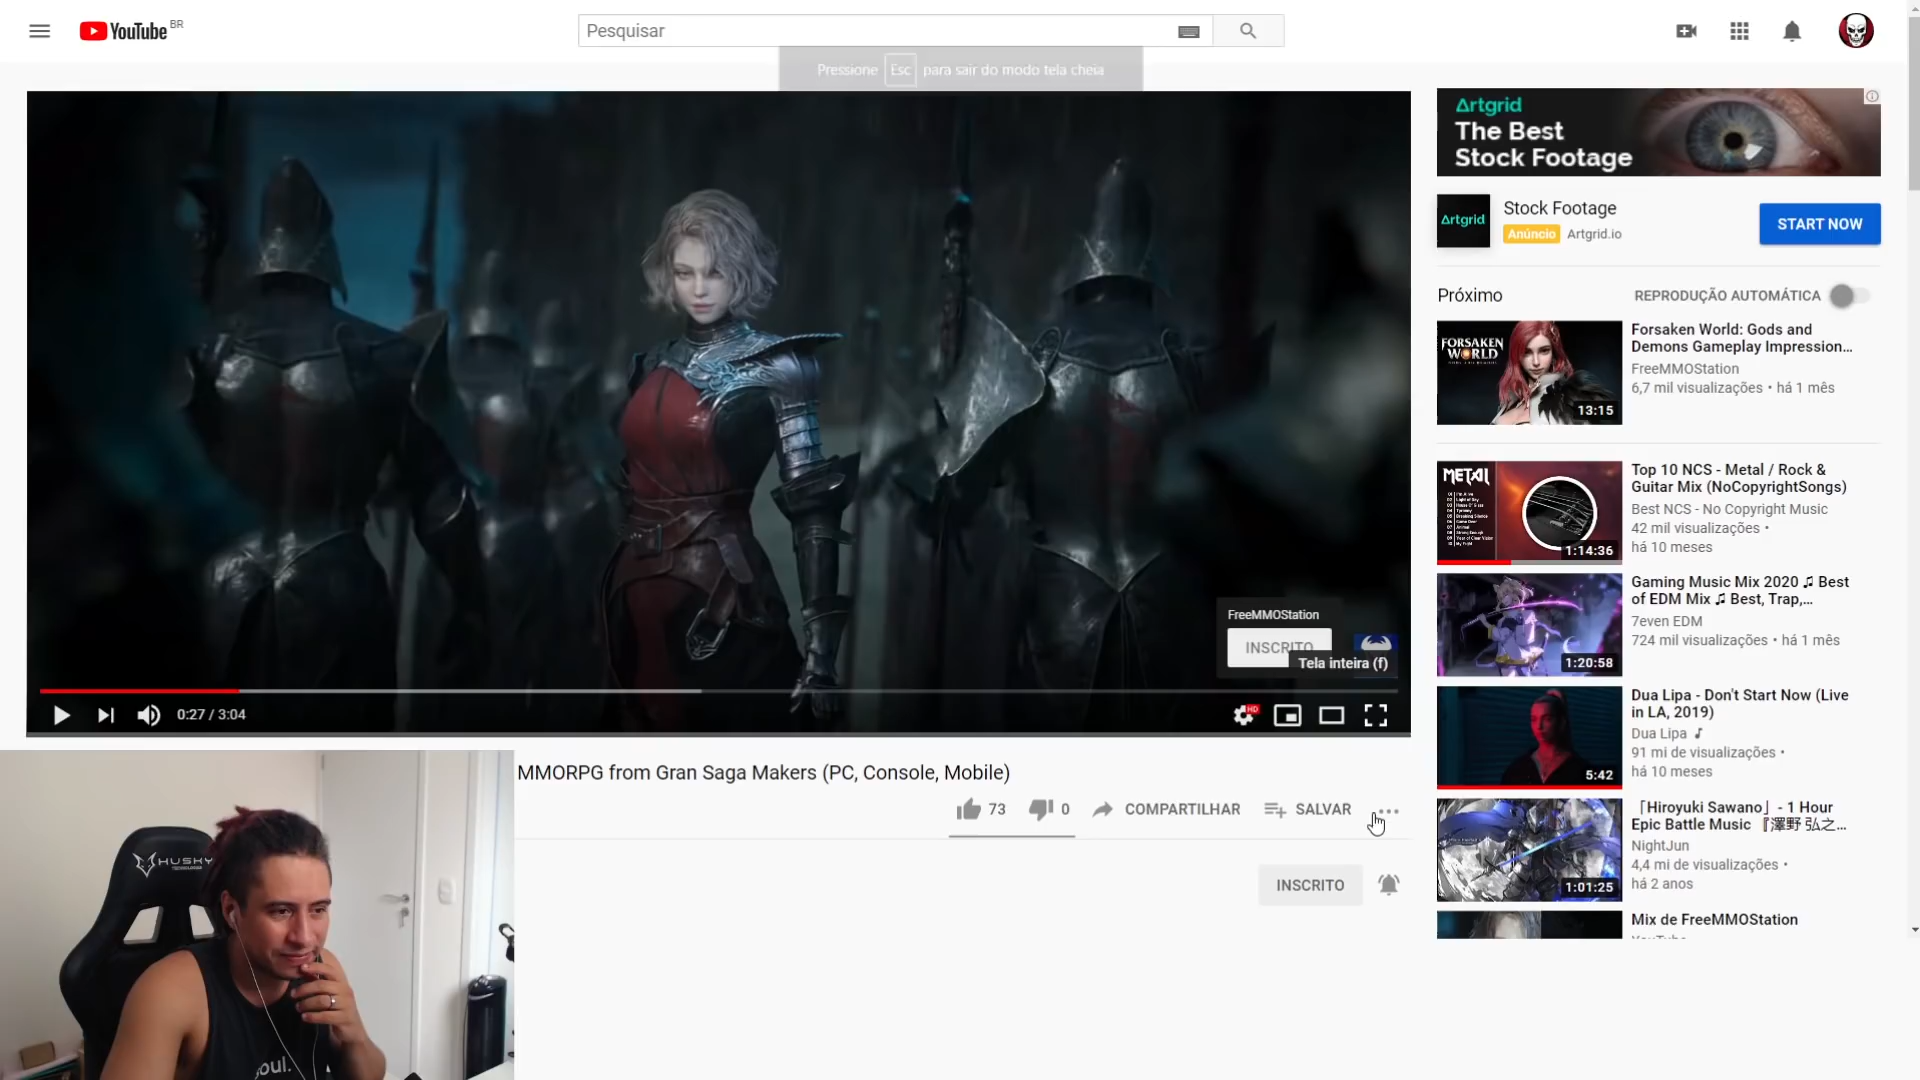 YouTube BR
Pesquisar
Pressione Esc para sair do modo tela cheia
FreeMMOStation
INSCRITO
Tela inteira (f)
0:27 / 3:04
HD
MMORPG from Gran Saga Makers (PC, Console, Mobile)
73
0
COMPARTILHAR
SALVAR
INSCRITO
HUSKY
oul.
Artgrid
The Best
Stock Footage
Artgrid
Stock Footage
Anúncio Artgrid.io
START NOW
Próximo
REPRODUÇÃO AUTOMÁTICA
FORSAKEN
WORLD
13:15
Forsaken World: Gods and
Demons Gameplay Impression...
FreeMMOStation
6,7 mil visualizações • há 1 mês
METAL
1:14:36
Top 10 NCS - Metal / Rock &
Guitar Mix (NoCopyrightSongs)
Best NCS - No Copyright Music
42 mil visualizações •
há 10 meses
1:20:58
Gaming Music Mix 2020 ♫ Best
of EDM Mix ♫ Best, Trap,...
7even EDM
724 mil visualizações • há 1 mês
5:42
Dua Lipa - Don't Start Now (Live
in LA, 2019)
Dua Lipa
91 mi de visualizações •
há 10 meses
1:01:25
「Hiroyuki Sawano」 - 1 Hour
Epic Battle Music 『澤野 弘之...
NightJun
4,4 mi de visualizações •
há 2 anos
Mix de FreeMMOStation